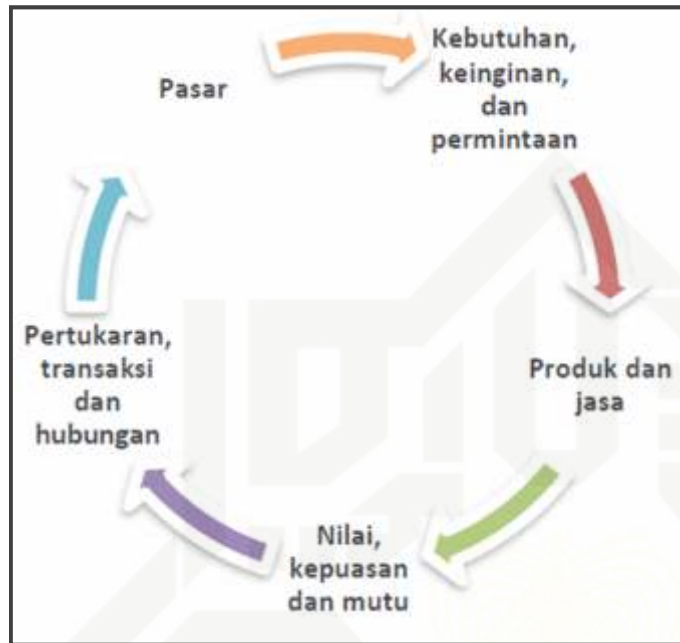 Pasar
Kebutuhan,
keinginan,
dan
permintaan
Produk dan
jasa
Nilai,
kepuasan
dan mutu
Pertukaran,
transaksi
dan
hubungan